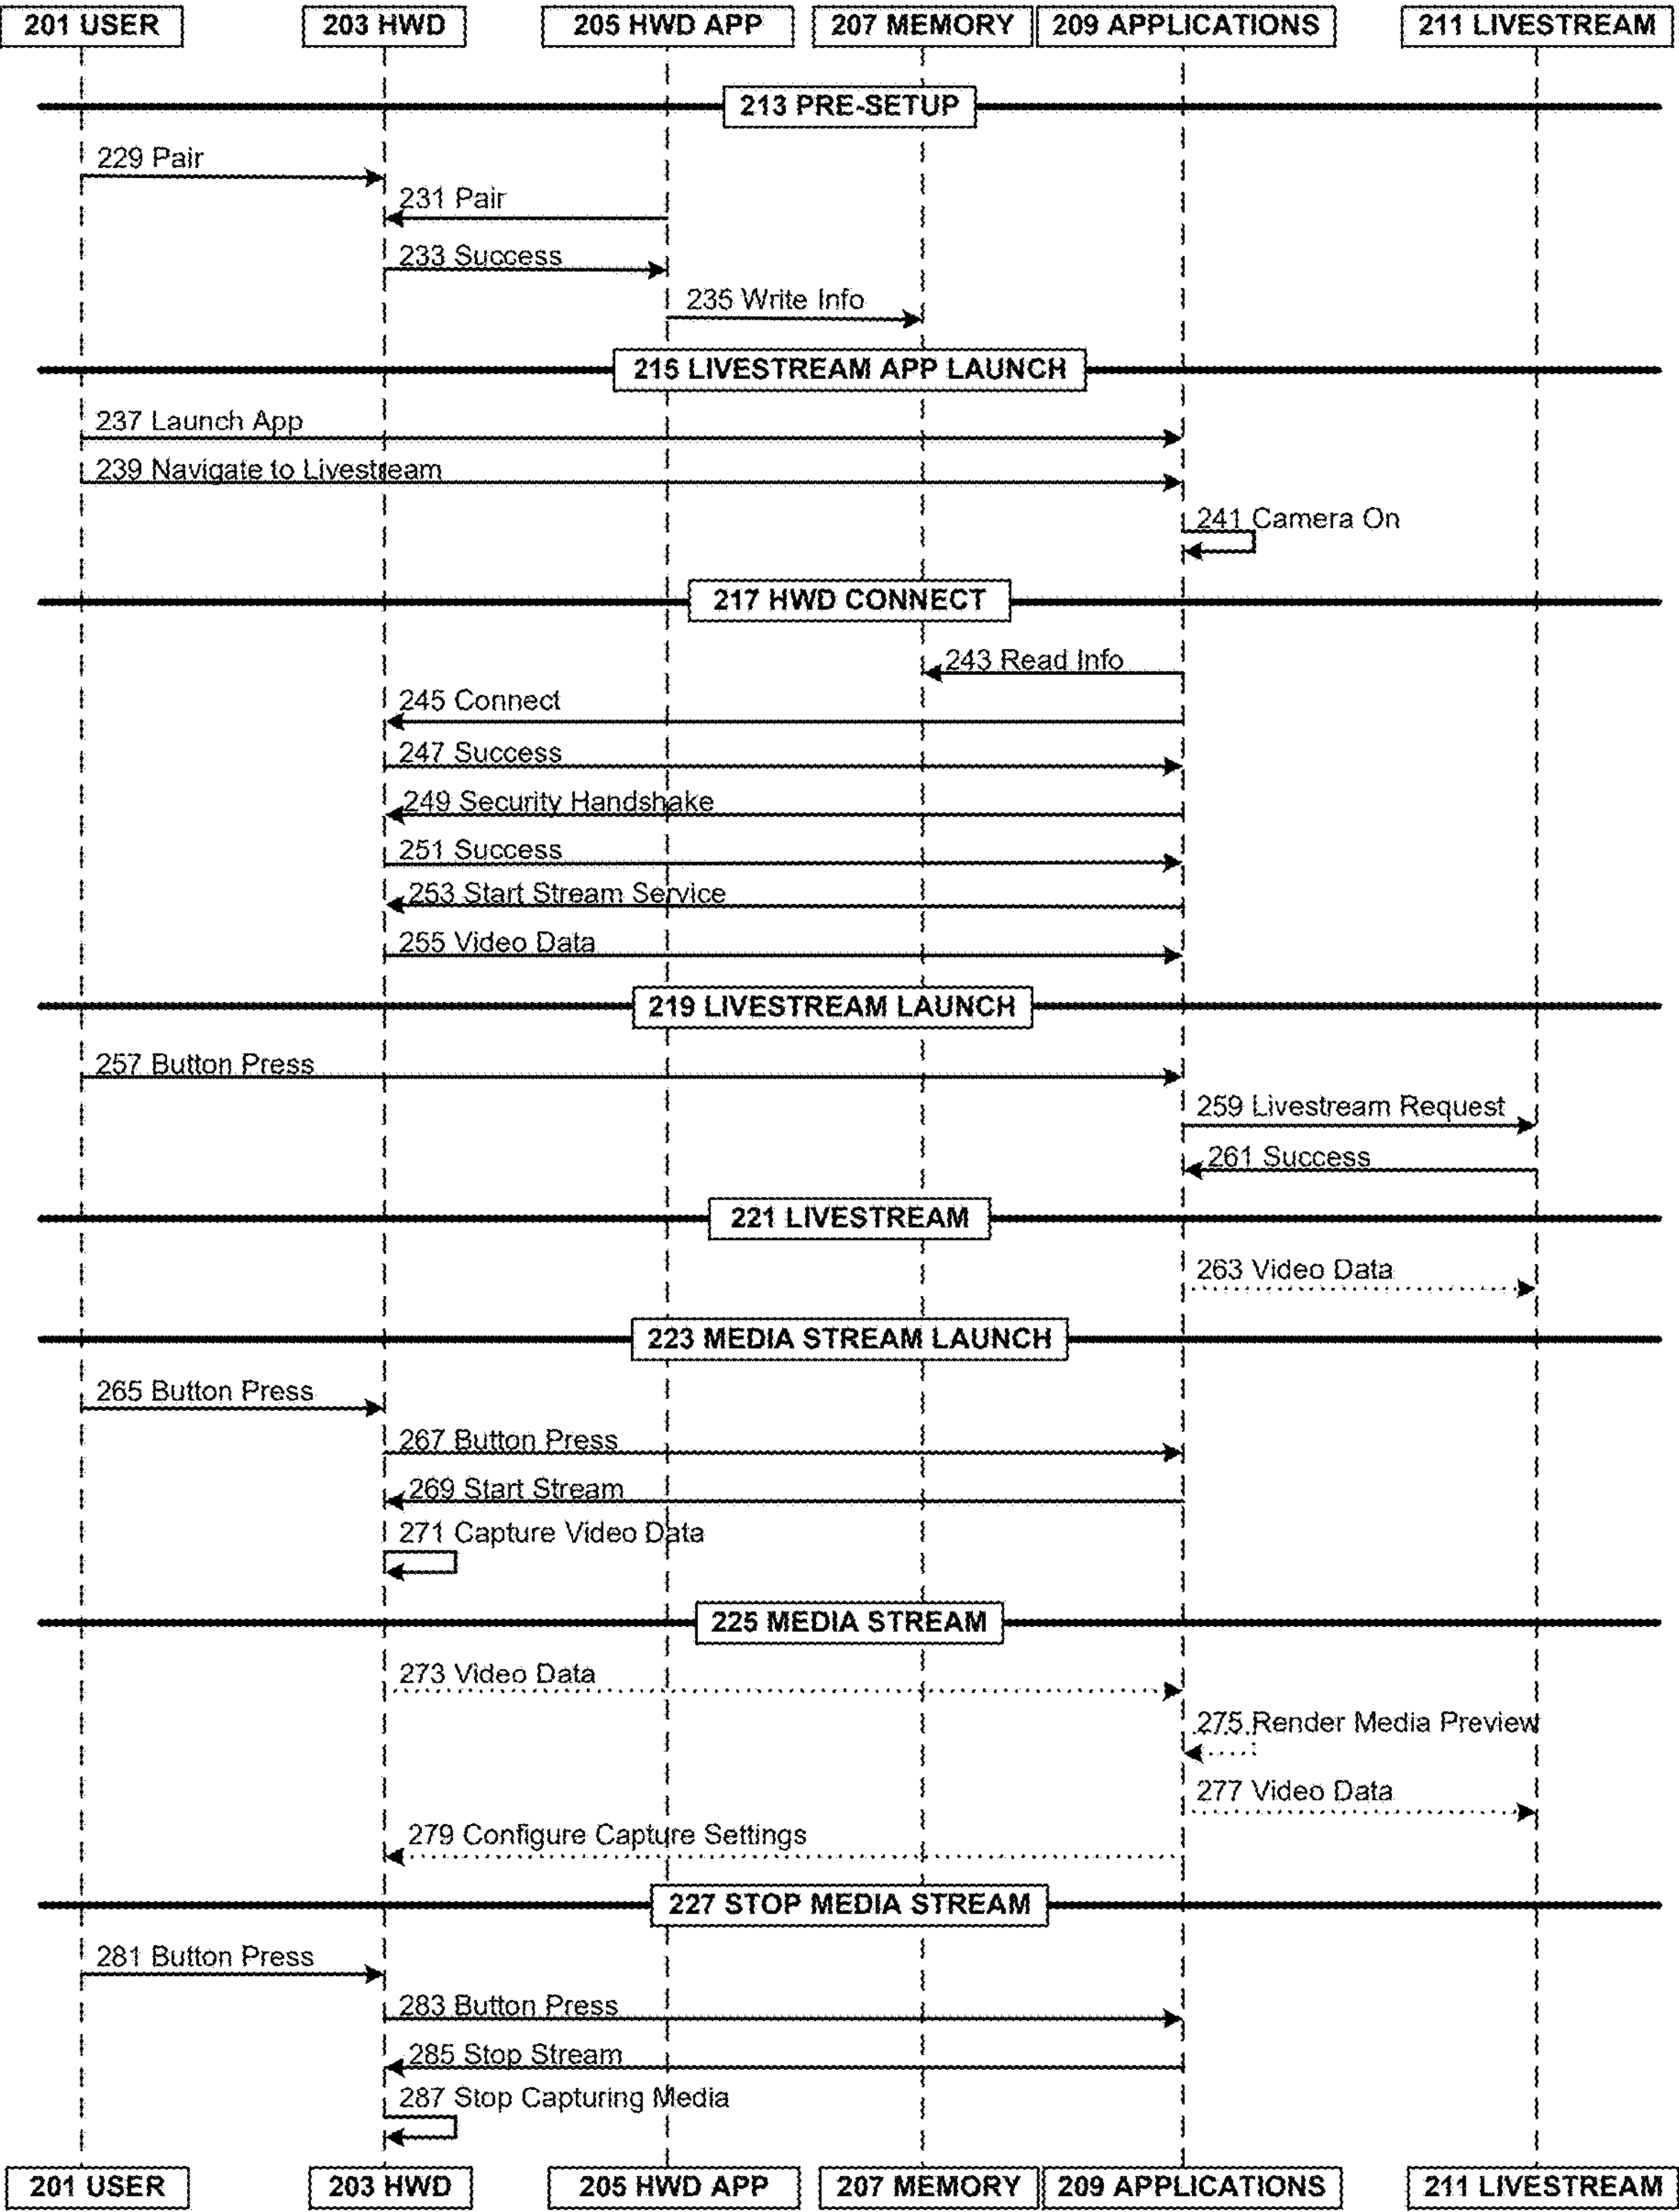 201 USER
203 HWD
205 HWD APP
207 MEMORY
209 APPLICATIONS
211 LIVESTREAM
213 PRE-SETUP
229 Pair
231 Pair
233 Success
235 Write Info
215 LIVESTREAM APP LAUNCH
237 Launch App
239 Navigate to Livestream
241 Camera On
217 HWD CONNECT
243 Read Info
245 Connect
247 Success
249 Security Handshake
251 Success
253 Start Stream Service
255 Video Data
219 LIVESTREAM LAUNCH
257 Button Press
259 Livestream Request
261 Success
221 LIVESTREAM
263 Video Data
223 MEDIA STREAM LAUNCH
265 Button Press
267 Button Press
269 Start Stream
271 Capture Video Data
225 MEDIA STREAM
273 Video Data
275 Render Media Preview
277 Video Data
279 Configure Capture Settings
227 STOP MEDIA STREAM
281 Button Press
283 Button Press
285 Stop Stream
287 Stop Capturing Media
201 USER
203 HWD
205 HWD APP
207 MEMORY
209 APPLICATIONS
211 LIVESTREAM